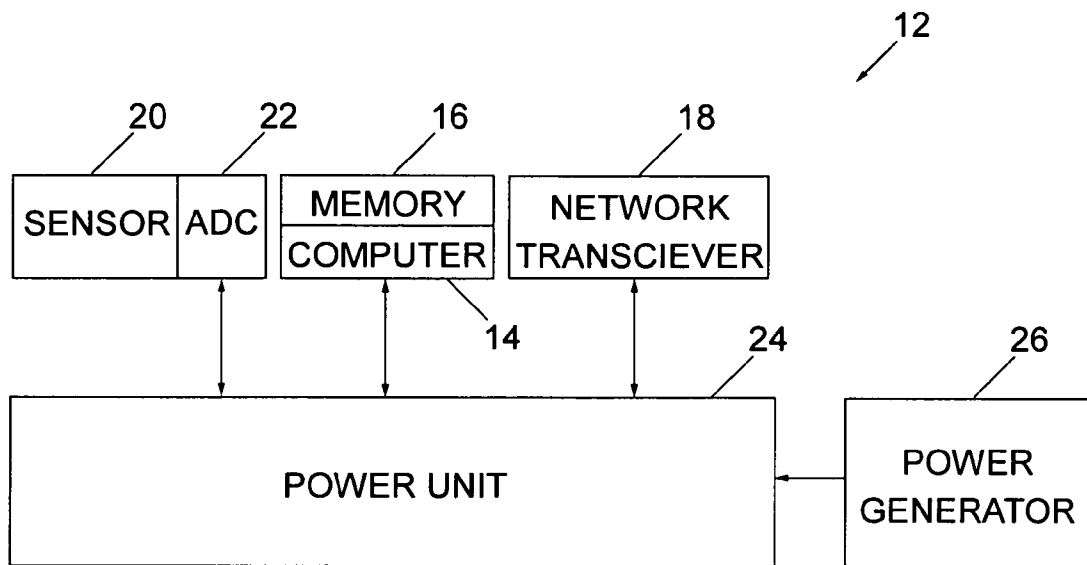 12
20
22
16
18
SENSOR
ADC
MEMORY
COMPUTER
NETWORK
TRANSCIEVER
14
24
26
POWER UNIT
POWER
GENERATOR